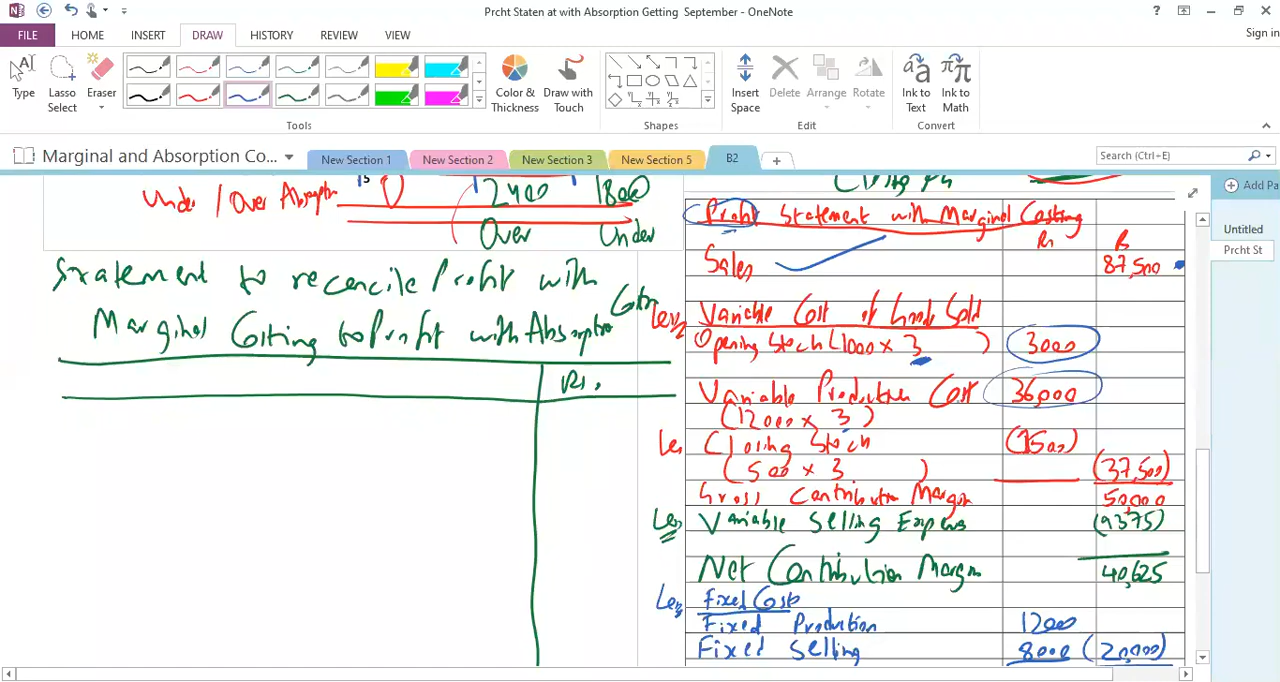 Prcht Staten at with Absorption Getting September - OneNote
Sign in
FILE HOME INSERT DRAW HISTORY REVIEW VIEW
Type
Lasso Select
Eraser
Color & Thickness
Draw with Touch
Insert Space
Delete
Arrange
Rotate
Ink to Text
Ink to Math
Tools
Shapes
Edit
Convert
Marginal and Absorption Co...
New Section 1
New Section 2
New Section 3
New Section 5
B2
Search (Ctrl+E)
Add Pa
Untitled
Prcht St
Under / Over Absorption 0 2400 1800
Over Under
Statement to reconcile Profit with
Marginal Costing to Profit with Absorption
Rs.
Profit Statement with Marginal Costing
Rs Rs
Sales 87,500
Variable Cost of Goods Sold
Opening Stock (1000 × 3 ) 3000
Variable Production Cost 36,000
(12000 × 3 )
Less Closing Stock (1500)
(500 × 3 ) (37,500)
Gross Contribution Margin 50,000
Less Variable Selling Expens (9375)
Net Contribution Margin 40,625
Less Fixed Costs
Fixed Production 12000
Fixed Selling 8000 (20,000)